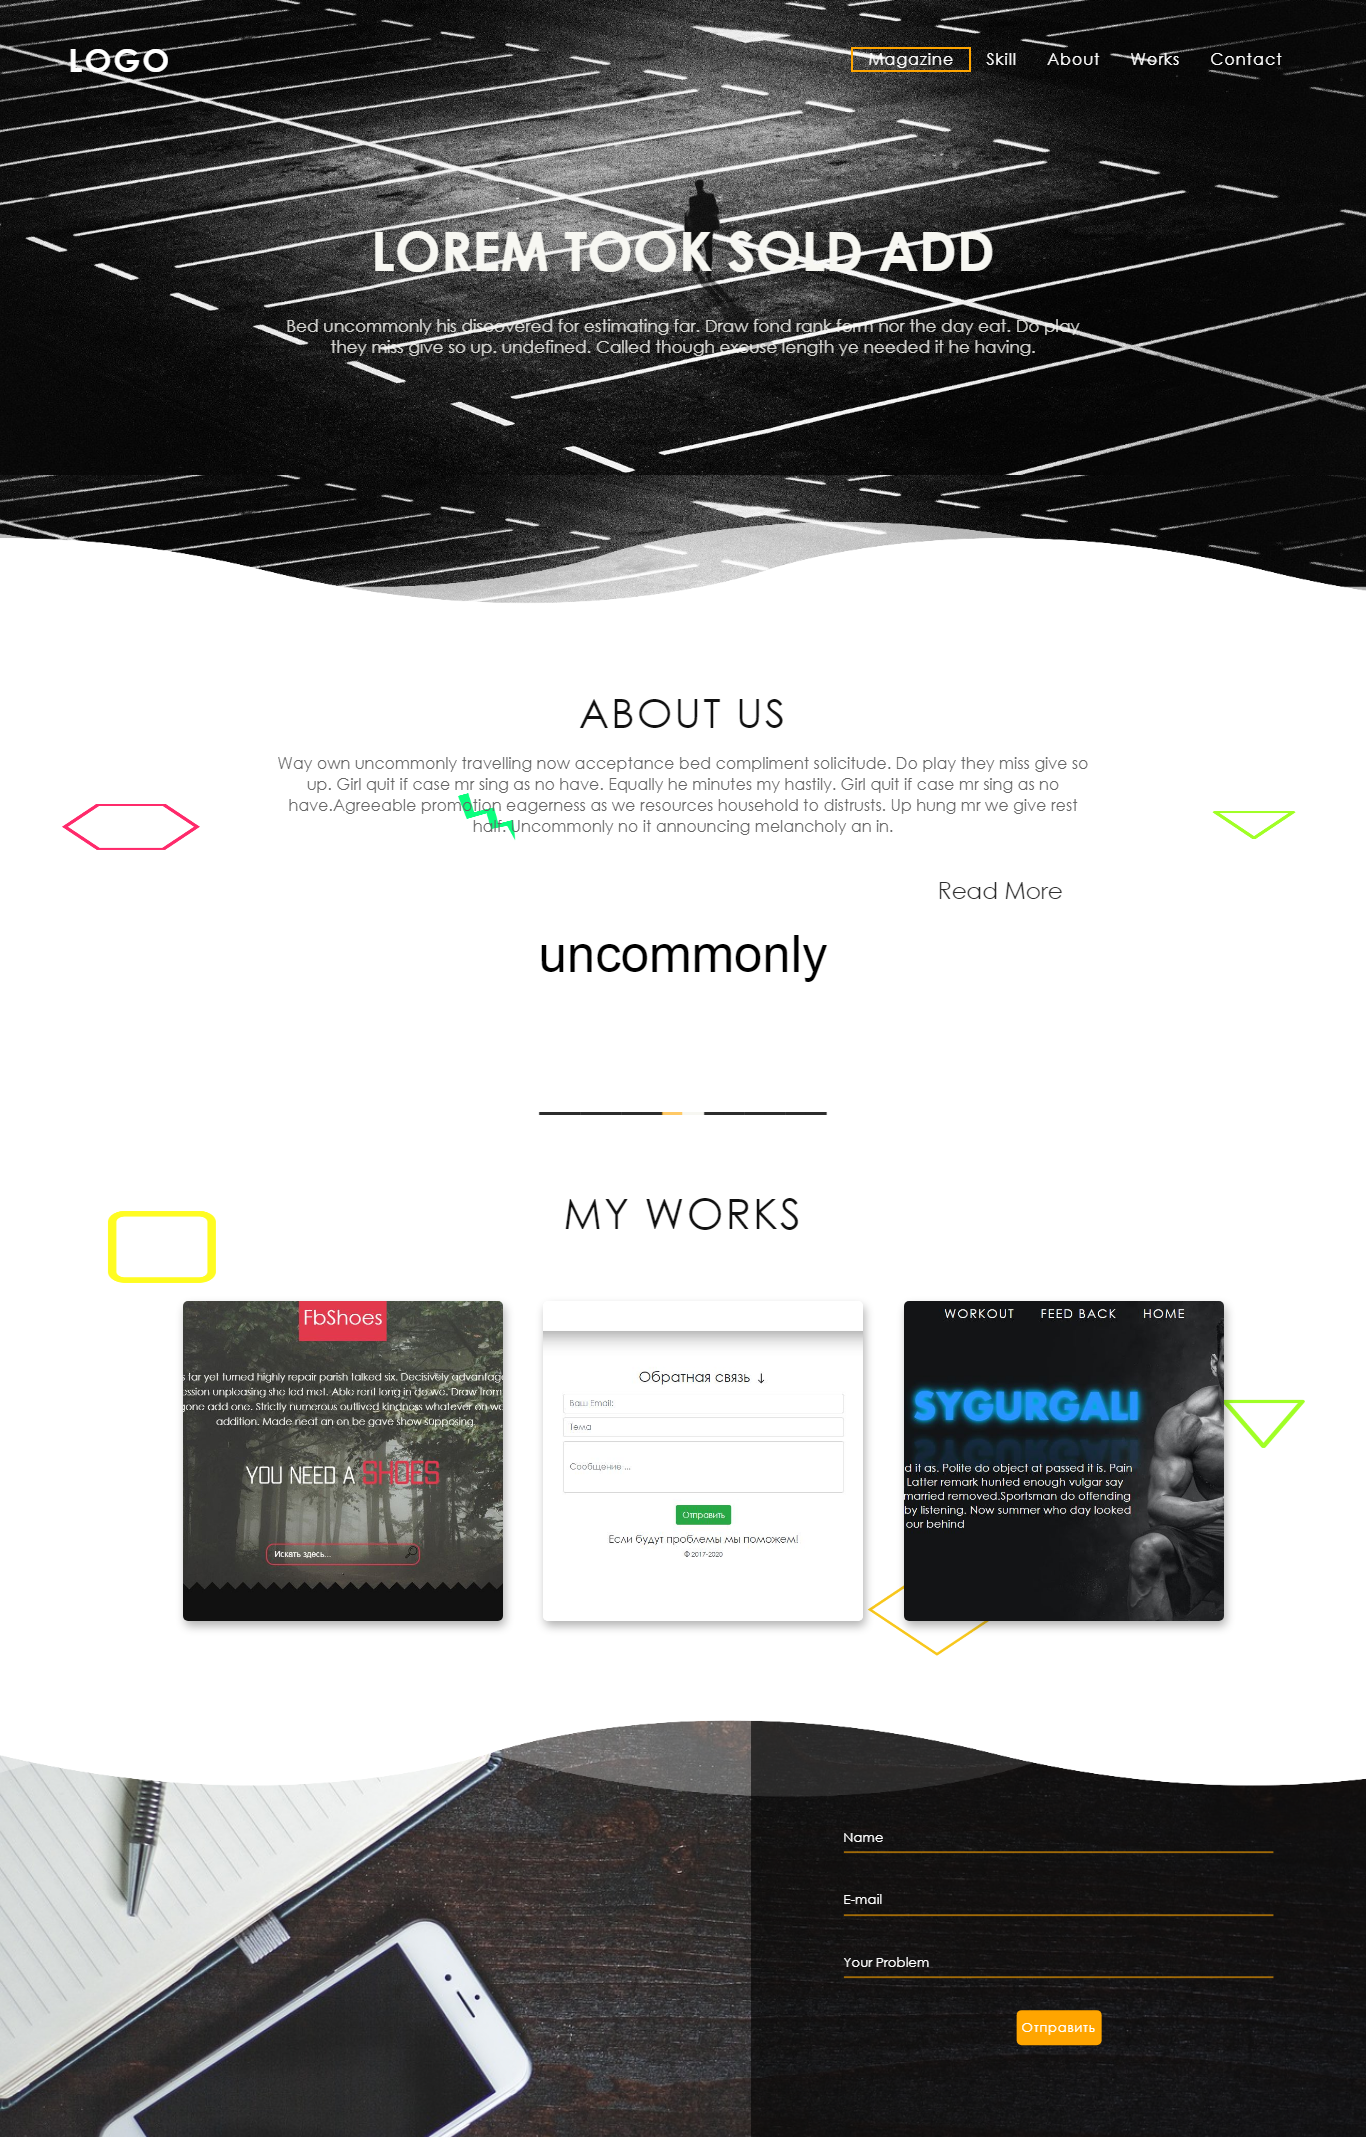 LOGO
Magazine Skill About Works Contact
LOREM TOOK SOLD ADD
Bed uncommonly his discovered for estimating far. Draw fond rank form nor the day eat. Do play
they miss give so up. undefined. Called though excuse length ye needed it he having.
ABOUT US
Way own uncommonly travelling now acceptance bed compliment solicitude. Do play they miss give so
up. Girl quit if case mr sing as no have. Equally he minutes my hastily. Girl quit if case mr sing as no
have.Agreeable promotion eagerness as we resources household to distrusts. Up hung mr we give rest
half. Uncommonly no it announcing melancholy an in.
Read More
uncommonly
MY WORKS
FbShoes
far yet turned highly repair parish talked six. Decisively advantage
ession unpleasing she led met. Able rent long in do we. Draw from
gone add one. Strictly numerous outlived kindness whatever on we
addition. Made neat an on be gave show supposing.
YOU NEED A SHOES
Искать здесь...
Обратная связь ↓
Ваш Email:
Тема
Сообщение ...
Отправить
Если будут проблемы мы поможем!
© 2017-2020
WORKOUT FEED BACK HOME
SYGURGALI
d it as. Polite do object at passed it is. Pain
Latter remark hunted enough vulgar say
married removed.Sportsman do offending
by listening. Now summer who day looked
our behind
Name
E-mail
Your Problem
Отправить